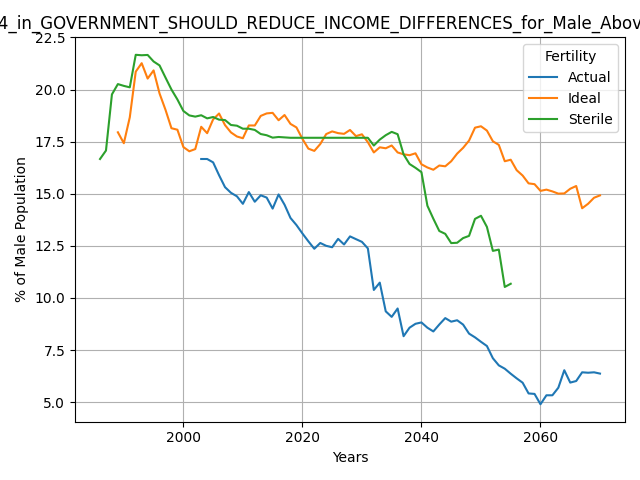 4_in_GOVERNMENT_SHOULD_REDUCE_INCOME_DIFFERENCES_for_Male_Abov
22.5
20.0
17.5
15.0
12.5
10.0
7.5
5.0
% of Male Population
Fertility
Actual
Ideal
Sterile
2000
2020
2040
2060
Years